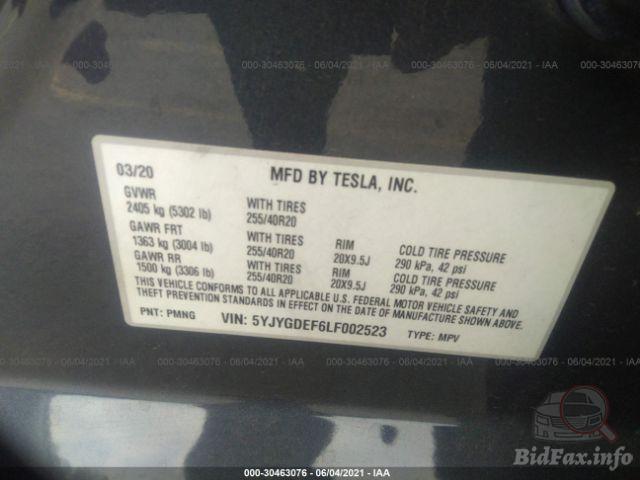 000-30463076 - 06/04/2021 - IAA
000-30463076 - 06/04/2021 - IAA
000-30463076 - 06/04/2021 - IAA
03/20
MFD BY TESLA, INC.
GVWR
2405 kg (5302 lb)
WITH TIRES
255/40R20
GAWR FRT
1363 kg (3004 lb)
WITH TIRES
255/40R20
RIM
20X9.5J
COLD TIRE PRESSURE
290 kPa, 42 psi
GAWR RR
1500 kg (3306 lb)
WITH TIRES
255/40R20
RIM
20X9.5J
COLD TIRE PRESSURE
290 kPa, 42 psi
THIS VEHICLE CONFORMS TO ALL APPLICABLE U.S. FEDERAL MOTOR VEHICLE SAFETY AND
THEFT PREVENTION STANDARDS IN EFFECT ON THE DATE OF MANUFACTURE SHOWN ABOVE.
PNT: PMNG
VIN: 5YJYGDEF6LF002523
TYPE: MPV
000-30463076 - 06/04/2021 - IAA
BidFax.info
000-30463076 - 06/04/2021 - IAA